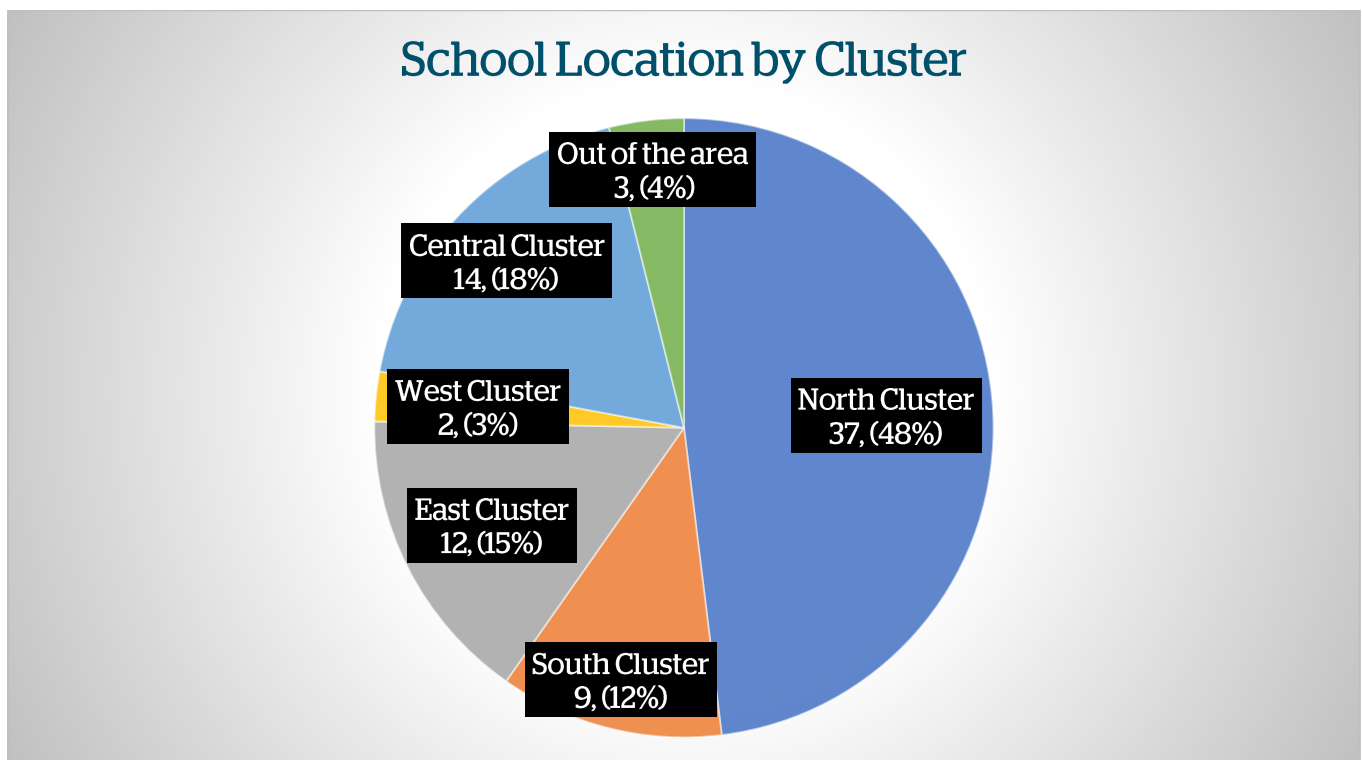 School Location by Cluster
Out of the area
3, (4%)
Central Cluster
14, (18%)
West Cluster
2, (3%)
North Cluster
37, (48%)
East Cluster
12, (15%)
South Cluster
9, (12%)